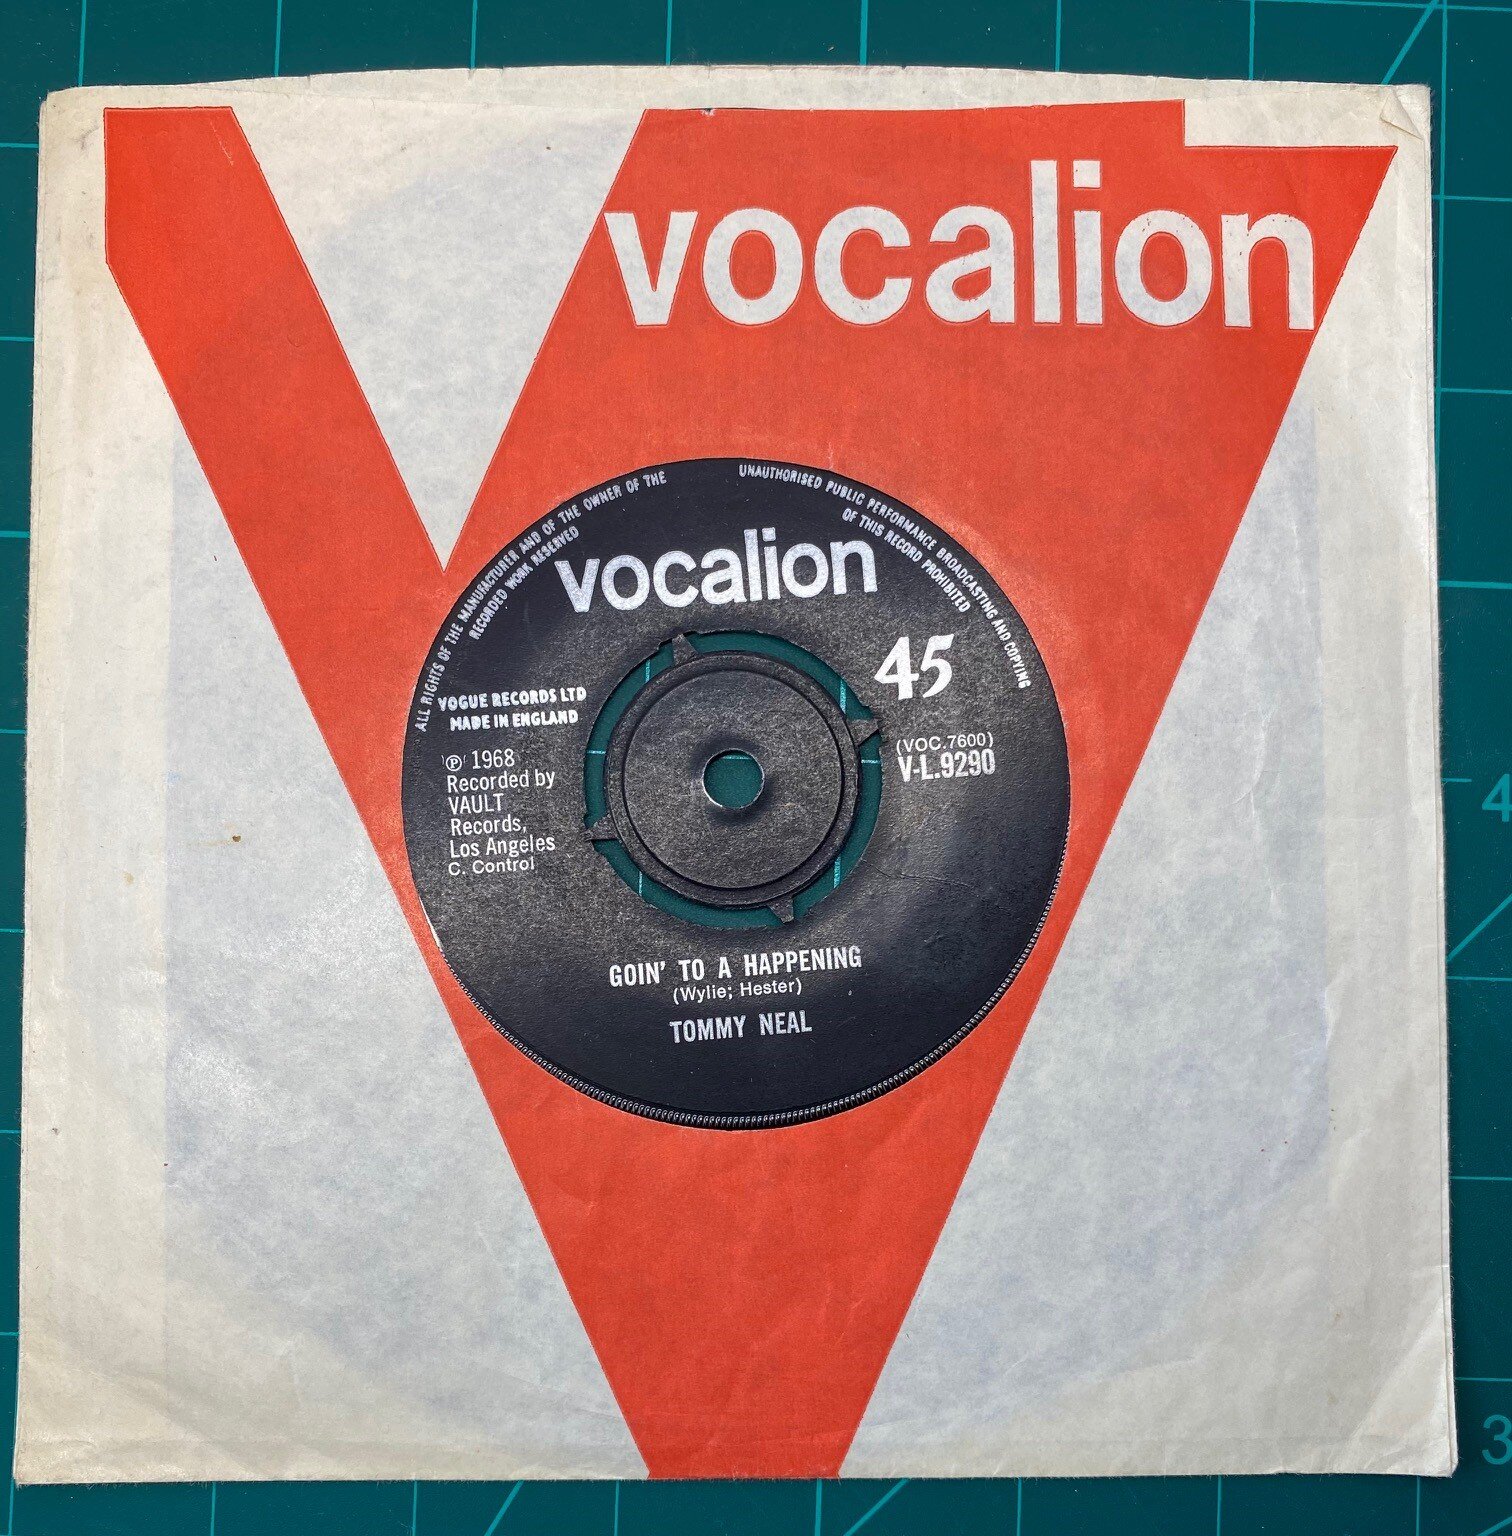 vocalion
ALL RIGHTS OF THE MANUFACTURER AND OF THE OWNER OF THE
RECORDED WORK RESERVED
UNAUTHORISED PUBLIC PERFORMANCE BROADCASTING AND COPYING
OF THIS RECORD PROHIBITED
vocalion
45
VOGUE RECORDS LTD
MADE IN ENGLAND
(VOC.7600)
V-L.9290
℗ 1968
Recorded by
VAULT
Records,
Los Angeles
C. Control
GOIN' TO A HAPPENING
(Wylie; Hester)
TOMMY NEAL
4
3